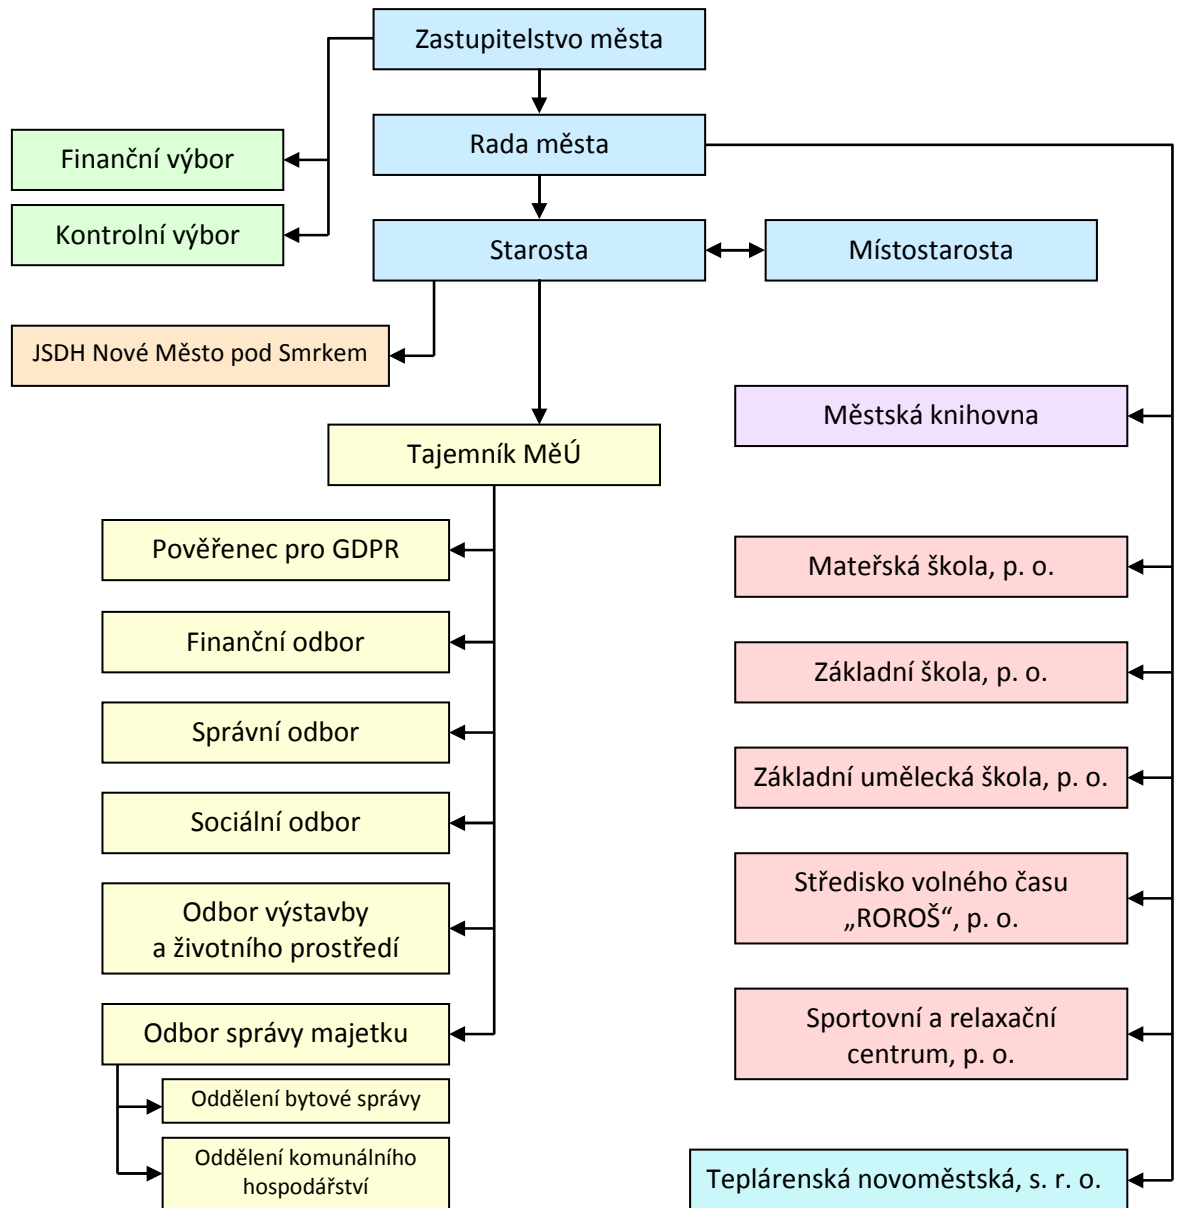 Zastupitelstvo města
Rada města
Finanční výbor
Kontrolní výbor
Starosta
Místostarosta
JSDH Nové Město pod Smrkem
Městská knihovna
Tajemník MěÚ
Pověřenec pro GDPR
Finanční odbor
Správní odbor
Sociální odbor
Odbor výstavby
a životního prostředí
Odbor správy majetku
Oddělení bytové správy
Oddělení komunálního
hospodářství
Mateřská škola, p. o.
Základní škola, p. o.
Základní umělecká škola, p. o.
Středisko volného času
„ROROŠ“, p. o.
Sportovní a relaxační
centrum, p. o.
Teplárenská novoměstská, s. r. o.